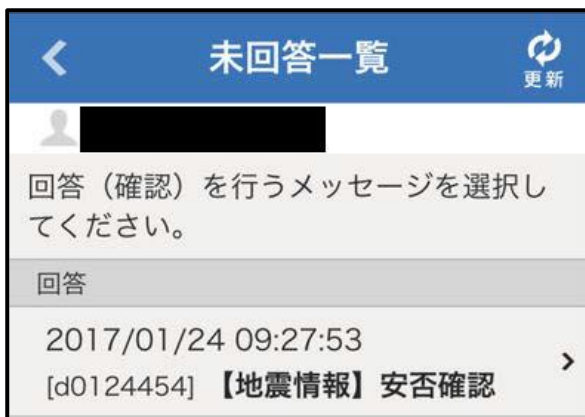 未回答一覧
更新
回答（確認）を行うメッセージを選択し
てください。
回答
2017/01/24 09:27:53
[d0124454] 【地震情報】安否確認